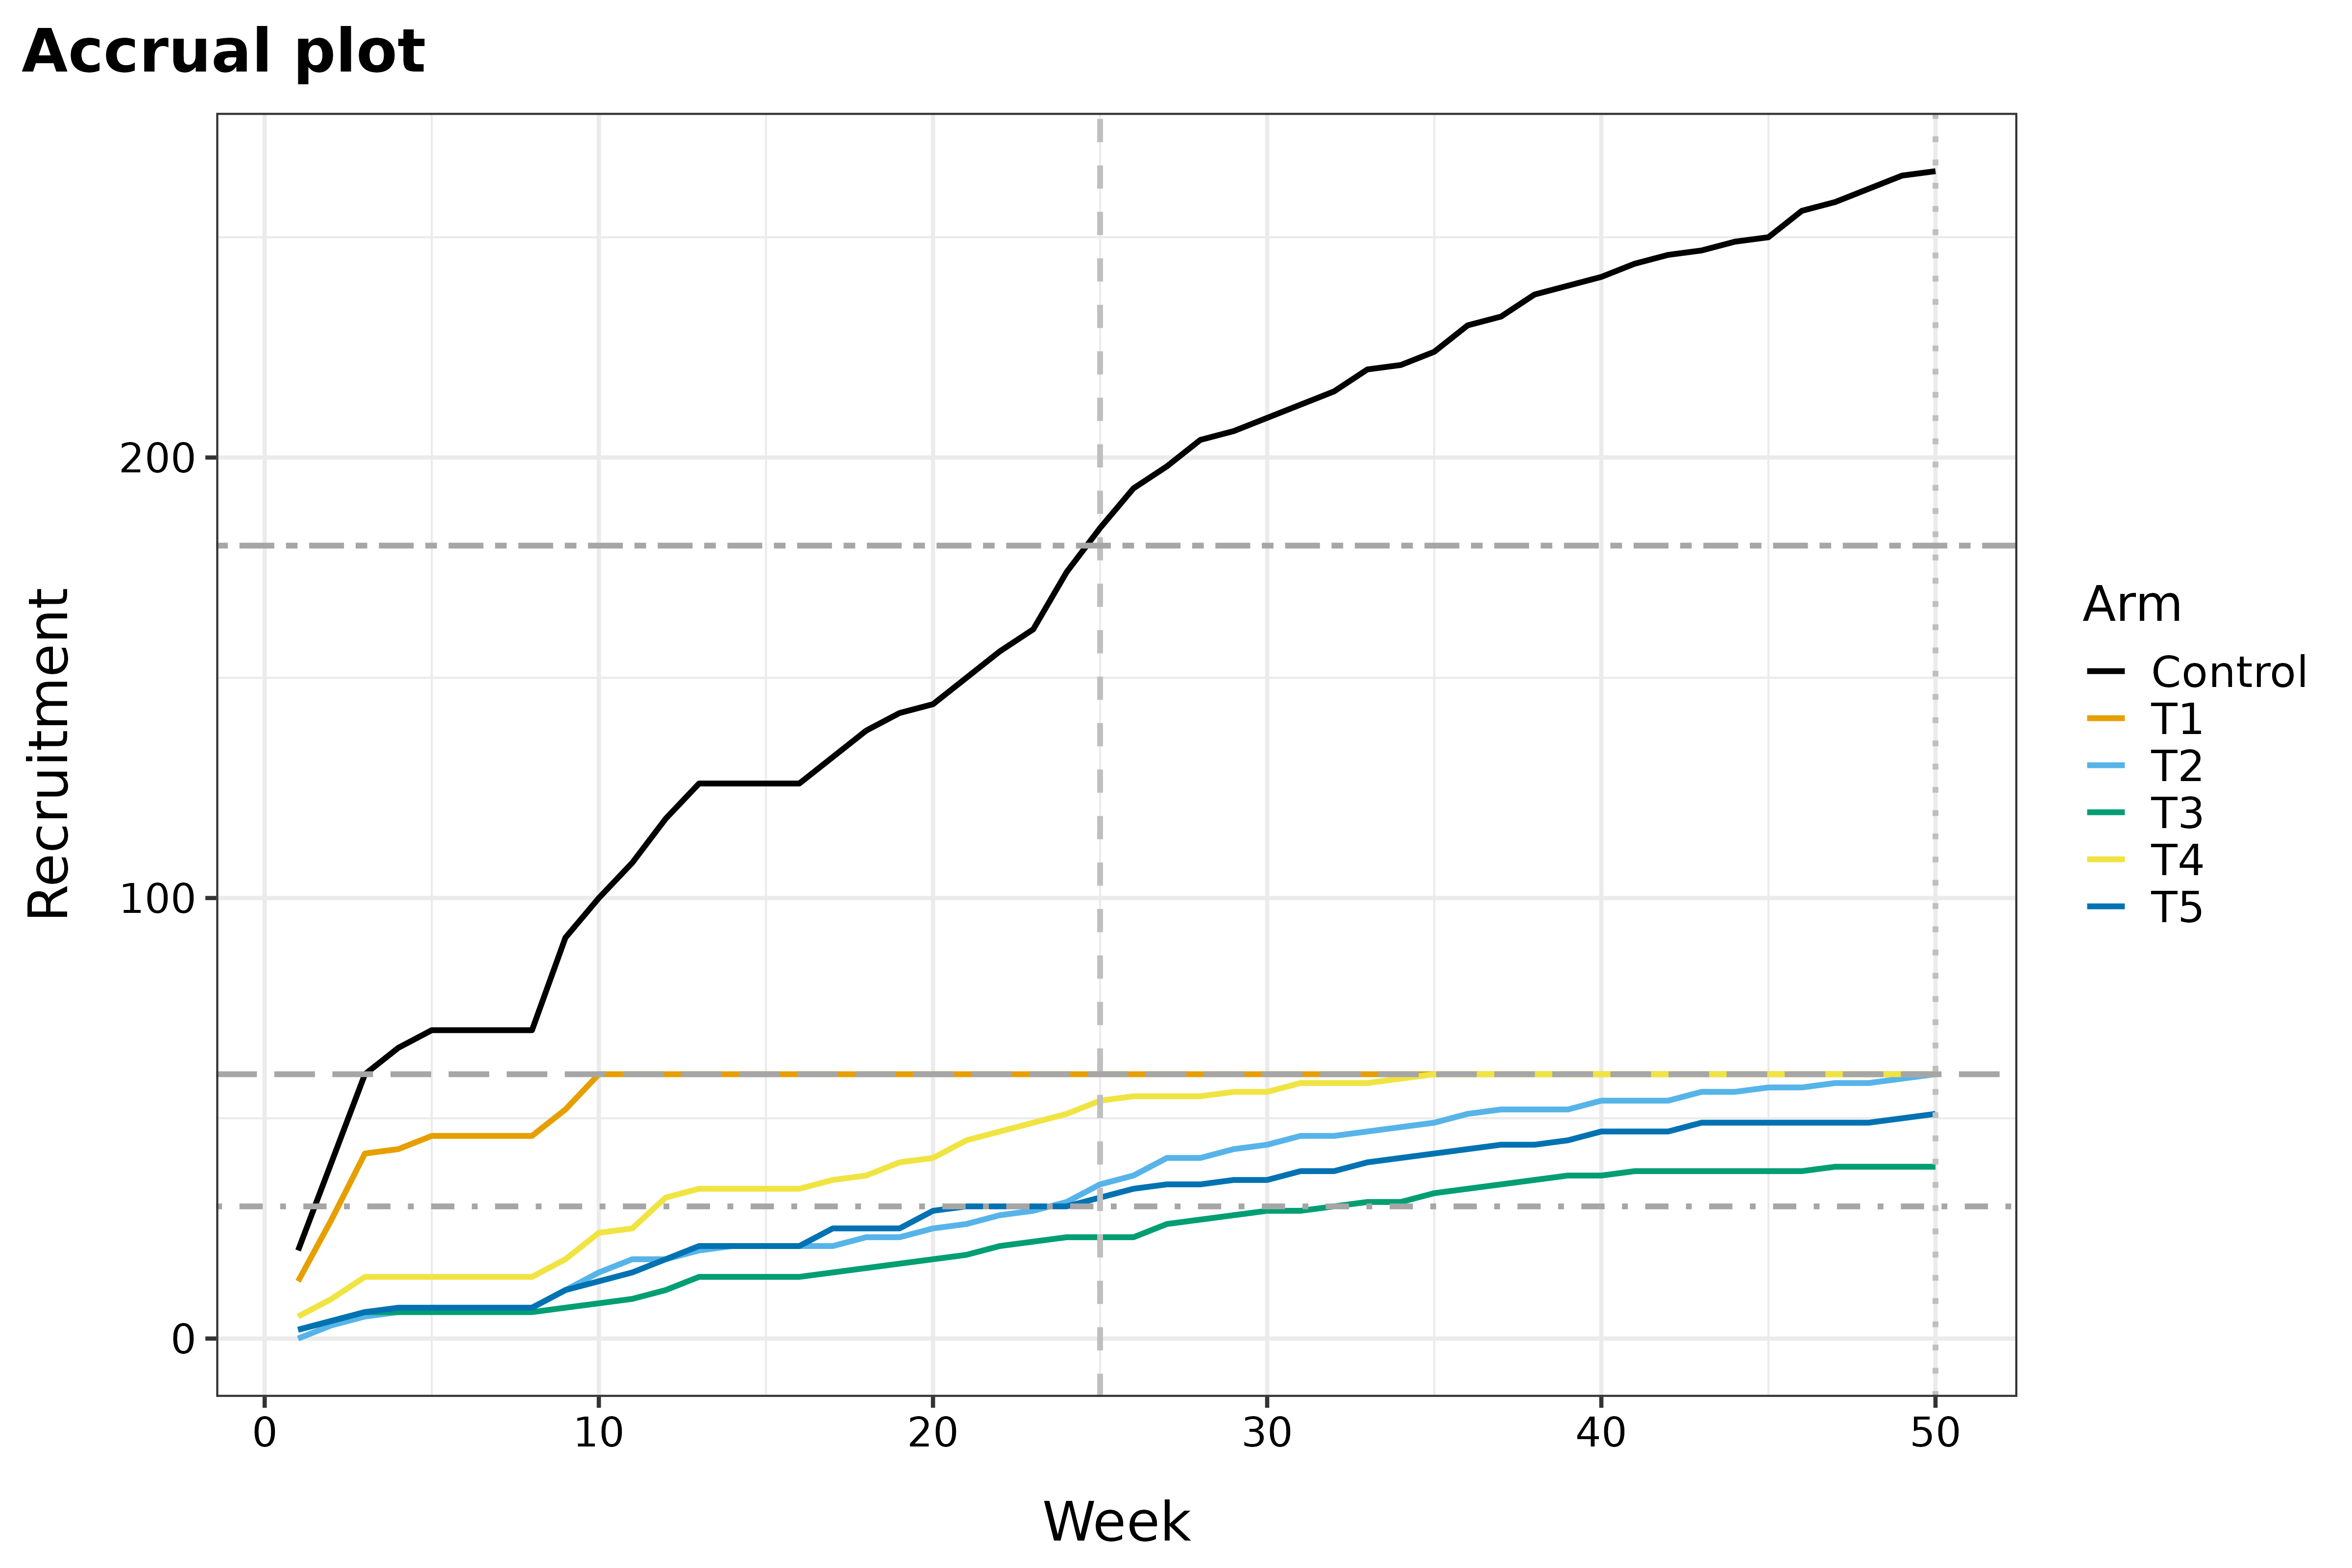 Accrual plot
Recruitment
200
100
0
0 10 20 30 40 50
Week
Arm
Control
T1
T2
T3
T4
T5